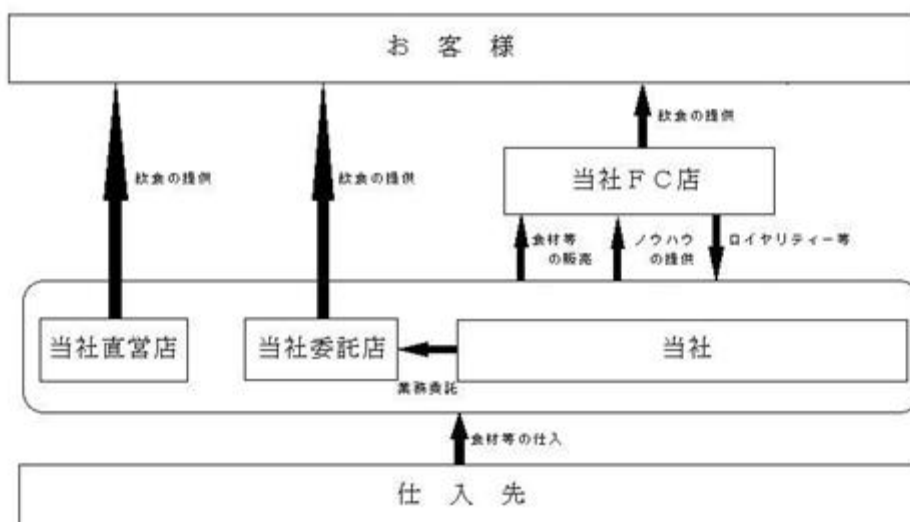 お客様
飲食の提供
飲食の提供
飲食の提供
当社ＦＣ店
食材等
の販売
ノウハウ
の提供
ロイヤリティー等
当社直営店
当社委託店
当社
業務委託
食材等の仕入
仕入先